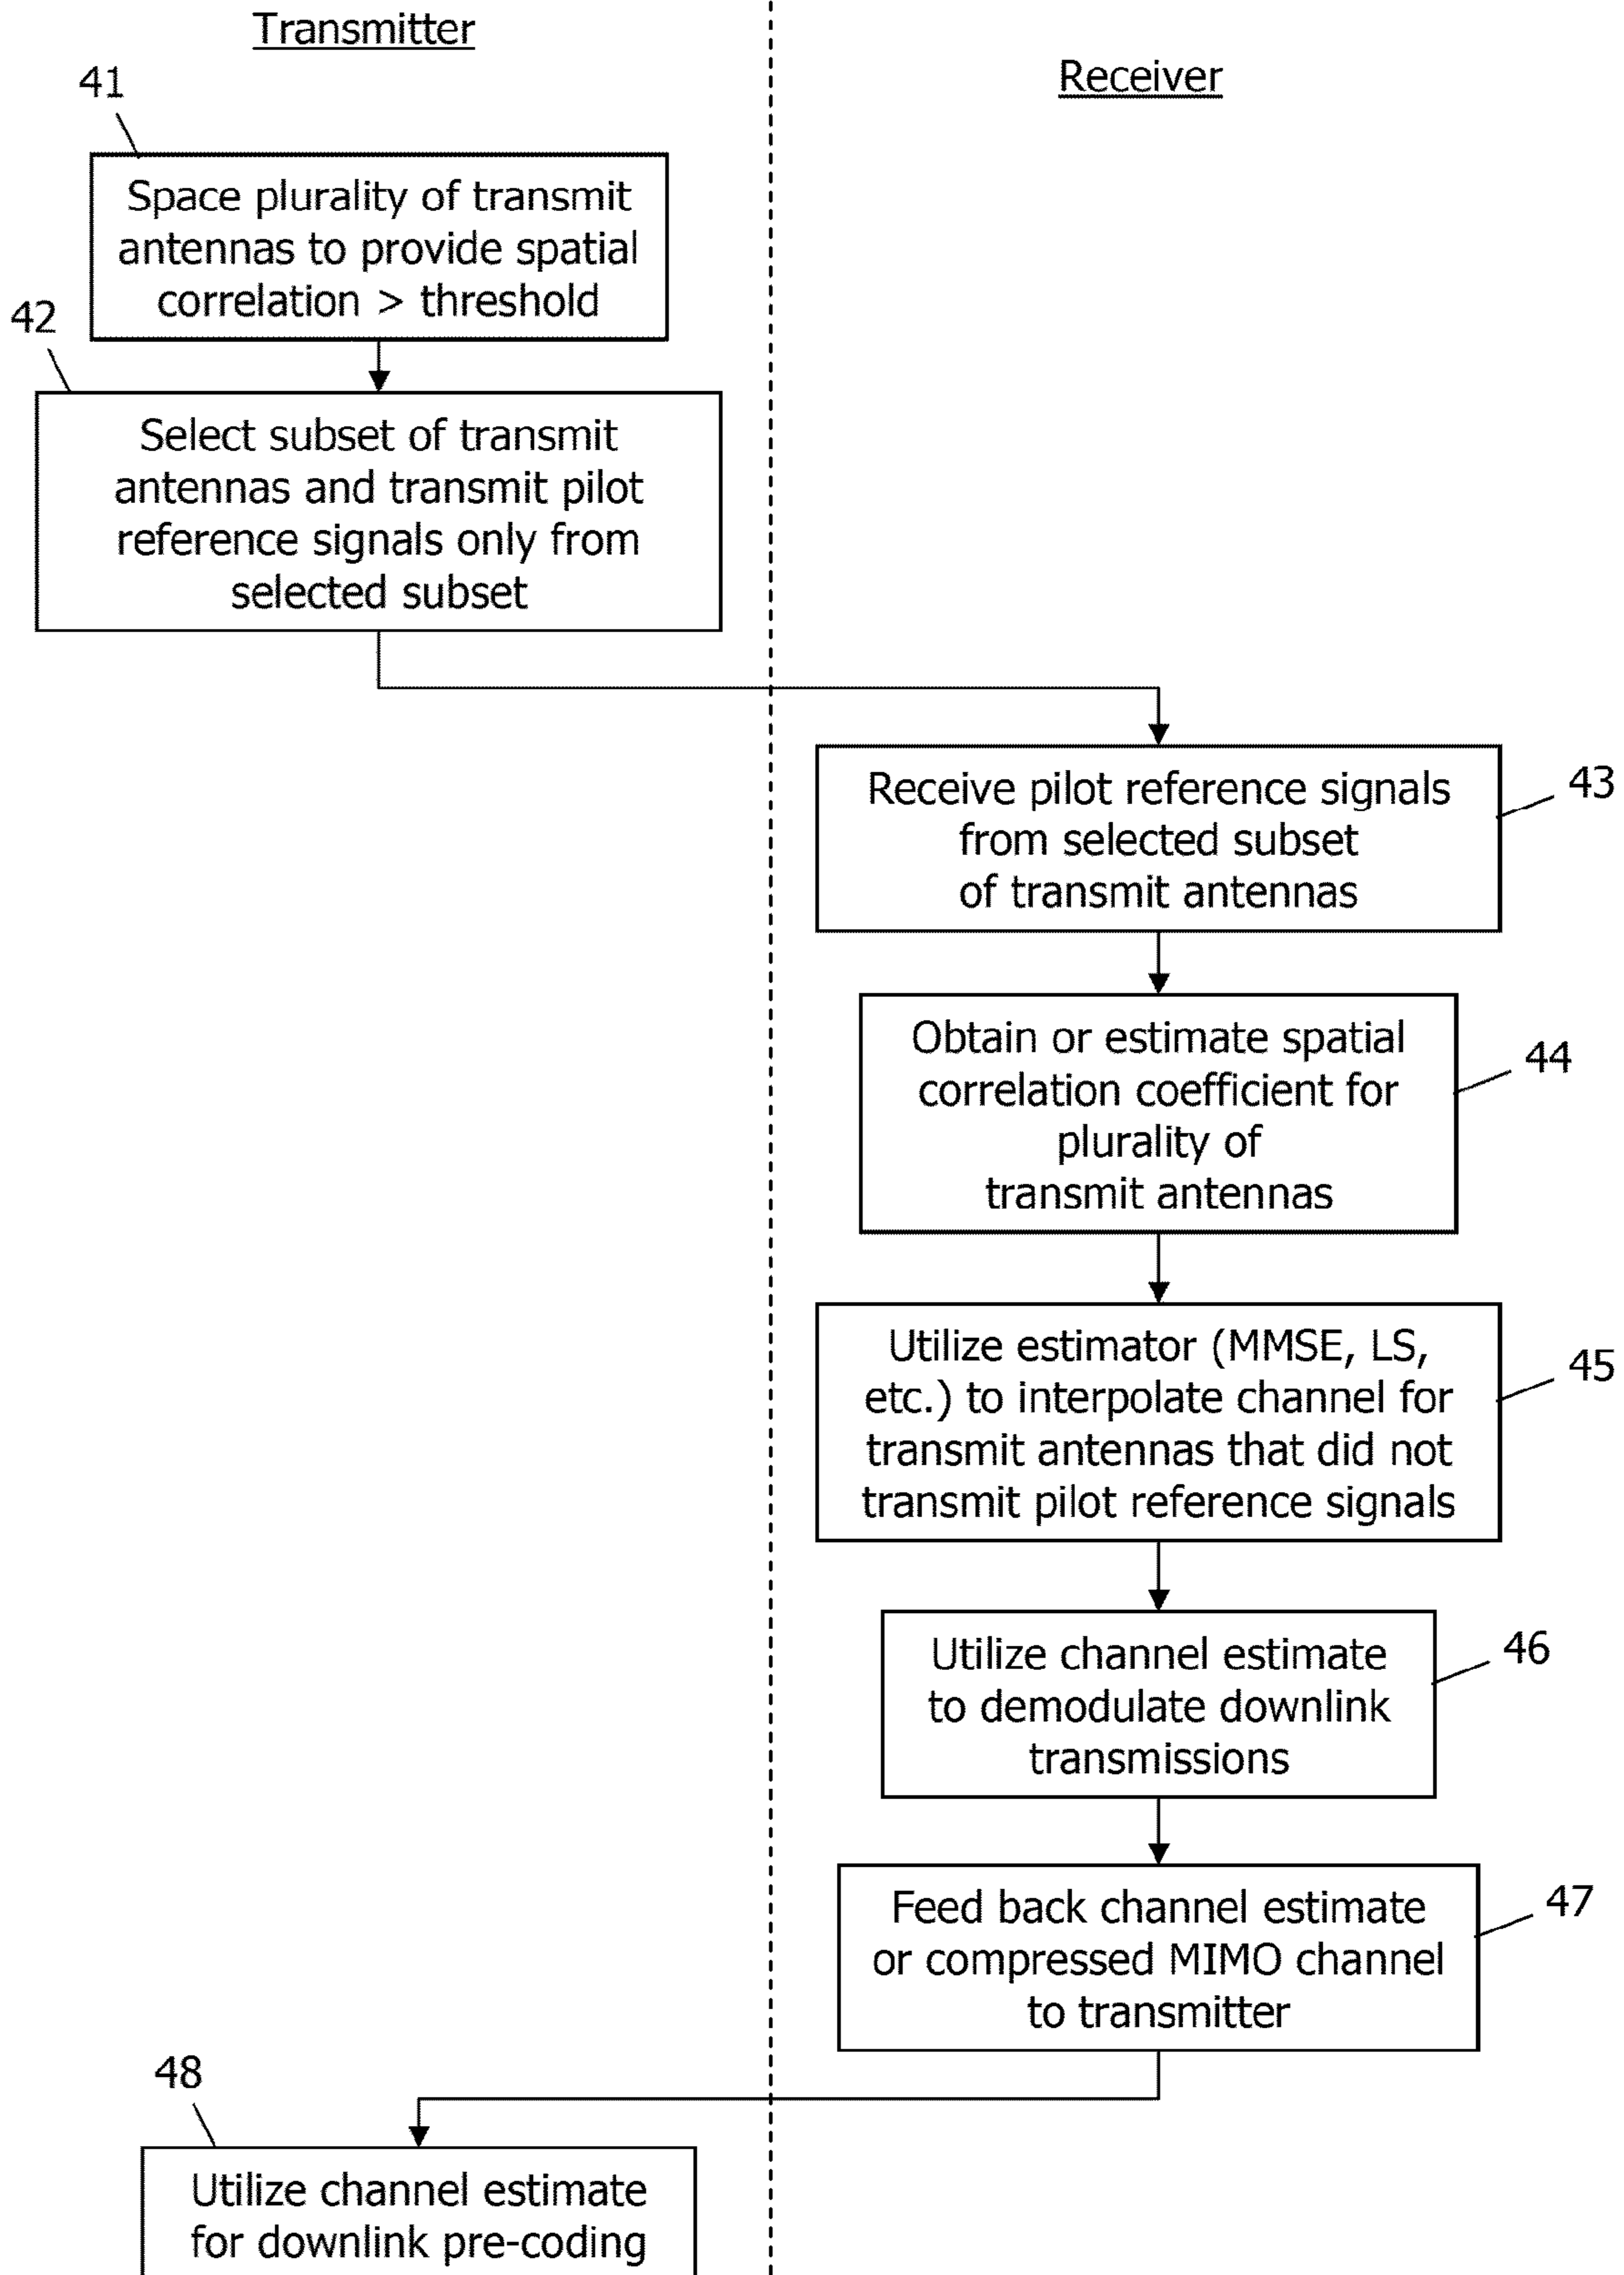 Transmitter
Receiver
41
Space plurality of transmit
antennas to provide spatial
correlation > threshold
42
Select subset of transmit
antennas and transmit pilot
reference signals only from
selected subset
Receive pilot reference signals
from selected subset
of transmit antennas
43
Obtain or estimate spatial
correlation coefficient for
plurality of
transmit antennas
44
Utilize estimator (MMSE, LS,
etc.) to interpolate channel for
transmit antennas that did not
transmit pilot reference signals
45
Utilize channel estimate
to demodulate downlink
transmissions
46
Feed back channel estimate
or compressed MIMO channel
to transmitter
47
48
Utilize channel estimate
for downlink pre-coding